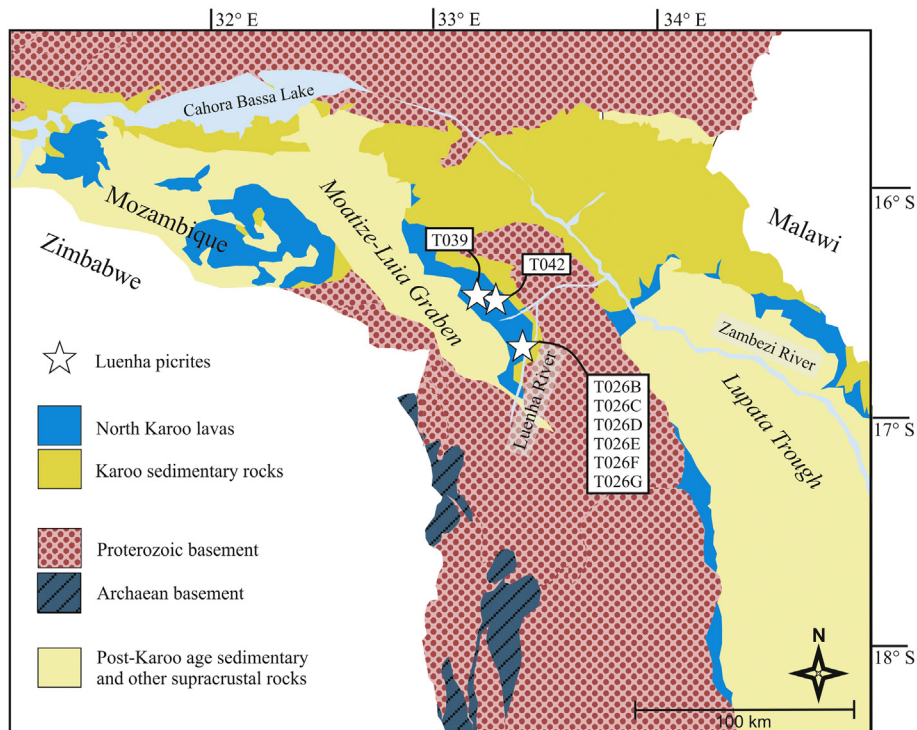 32° E
33° E
34° E
Cahora Bassa Lake
16° S
Mozambique
Moatize-Luia Graben
Malawi
Zimbabwe
T039
T042
Zambezi River
Luenha picrites
Luenha River
T026B
T026C
T026D
T026E
T026F
T026G
Lupata Trough
17° S
North Karoo lavas
Karoo sedimentary rocks
Proterozoic basement
Archaean basement
Post-Karoo age sedimentary
and other supracrustal rocks
N
18° S
100 km